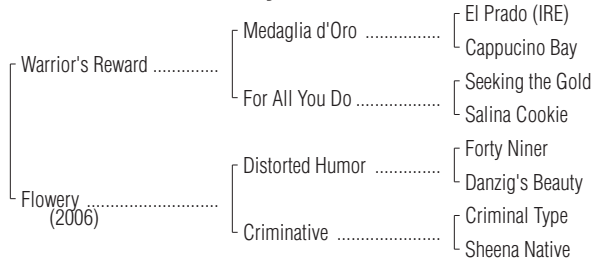 El Prado (IRE)
Medaglia d'Oro ................
Cappucino Bay
Warrior's Reward .............
Seeking the Gold
For All You Do ..................
Salina Cookie
Forty Niner
Distorted Humor ..............
Danzig's Beauty
Flowery ..........................
(2006)
Criminal Type
Criminative .....................
Sheena Native